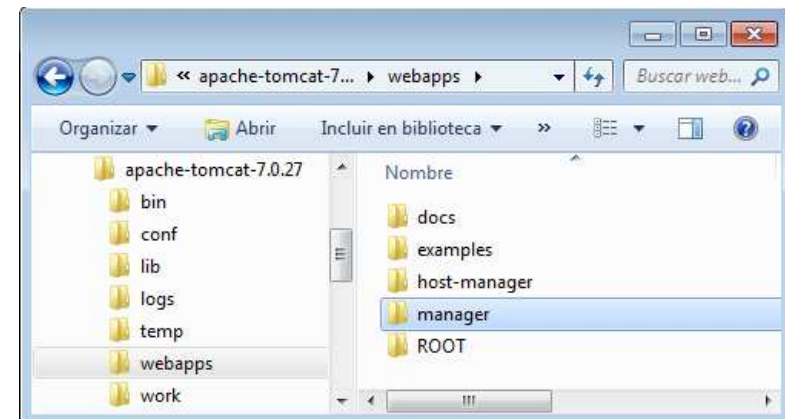 « apache-tomcat-7... ▸ webapps ▸ Buscar web...
Organizar Abrir Incluir en biblioteca »
apache-tomcat-7.0.27
bin
conf
lib
logs
temp
webapps
work
Nombre
docs
examples
host-manager
manager
ROOT